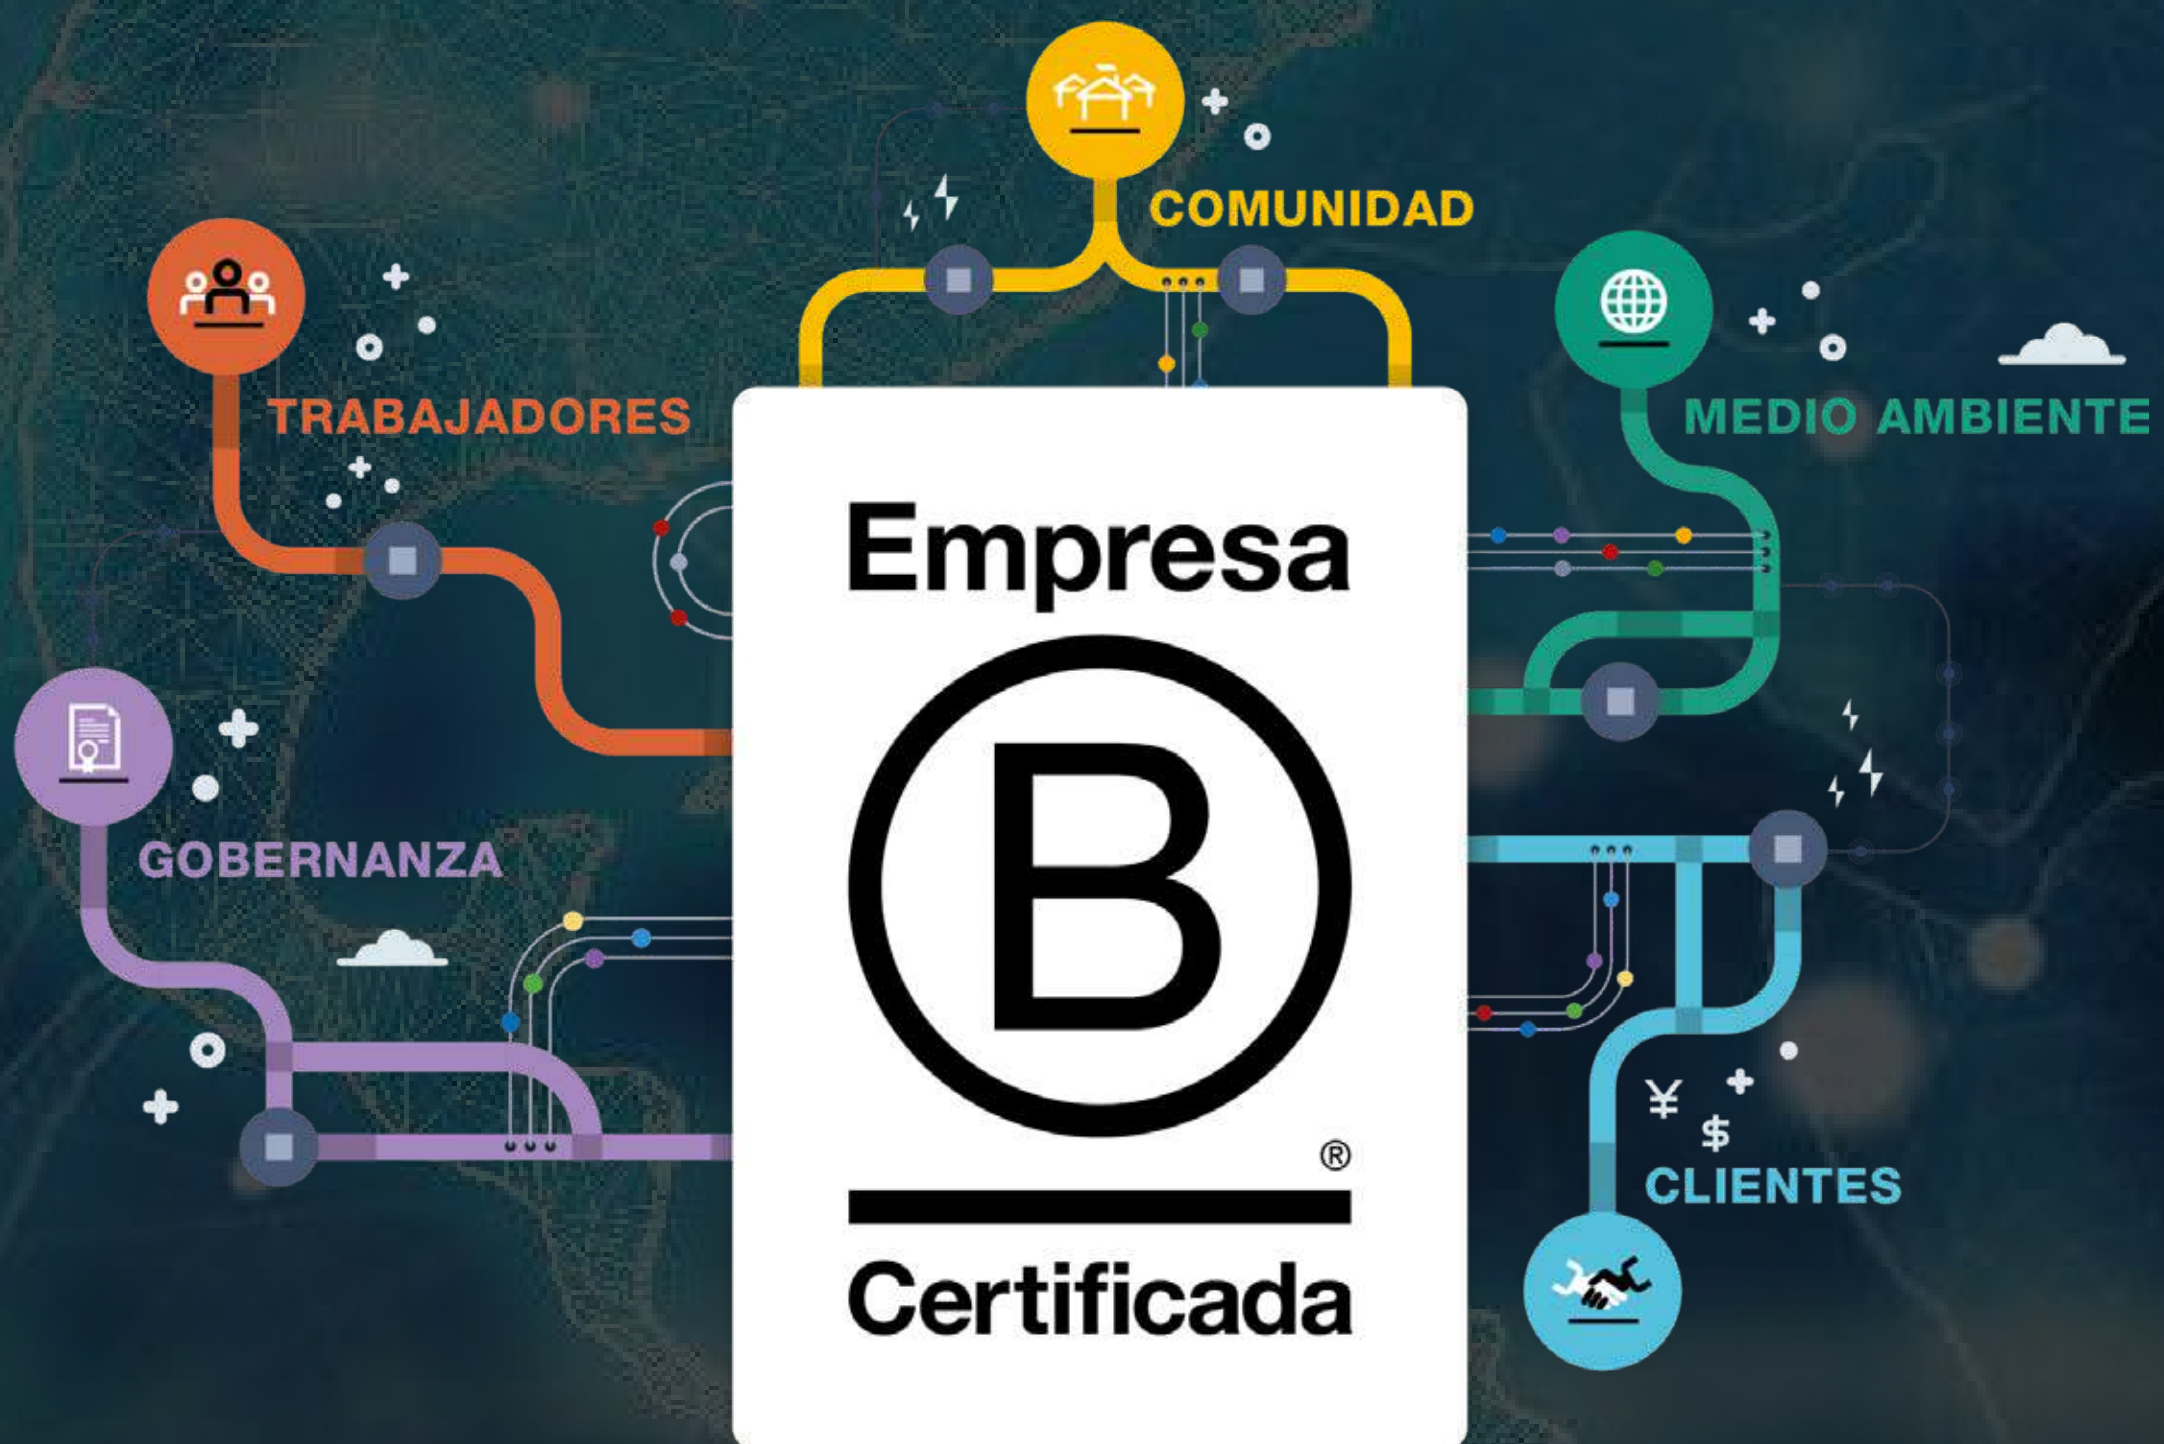 COMUNIDAD
TRABAJADORES
MEDIO AMBIENTE
GOBERNANZA
Empresa
B
®
Certificada
¥
$
CLIENTES